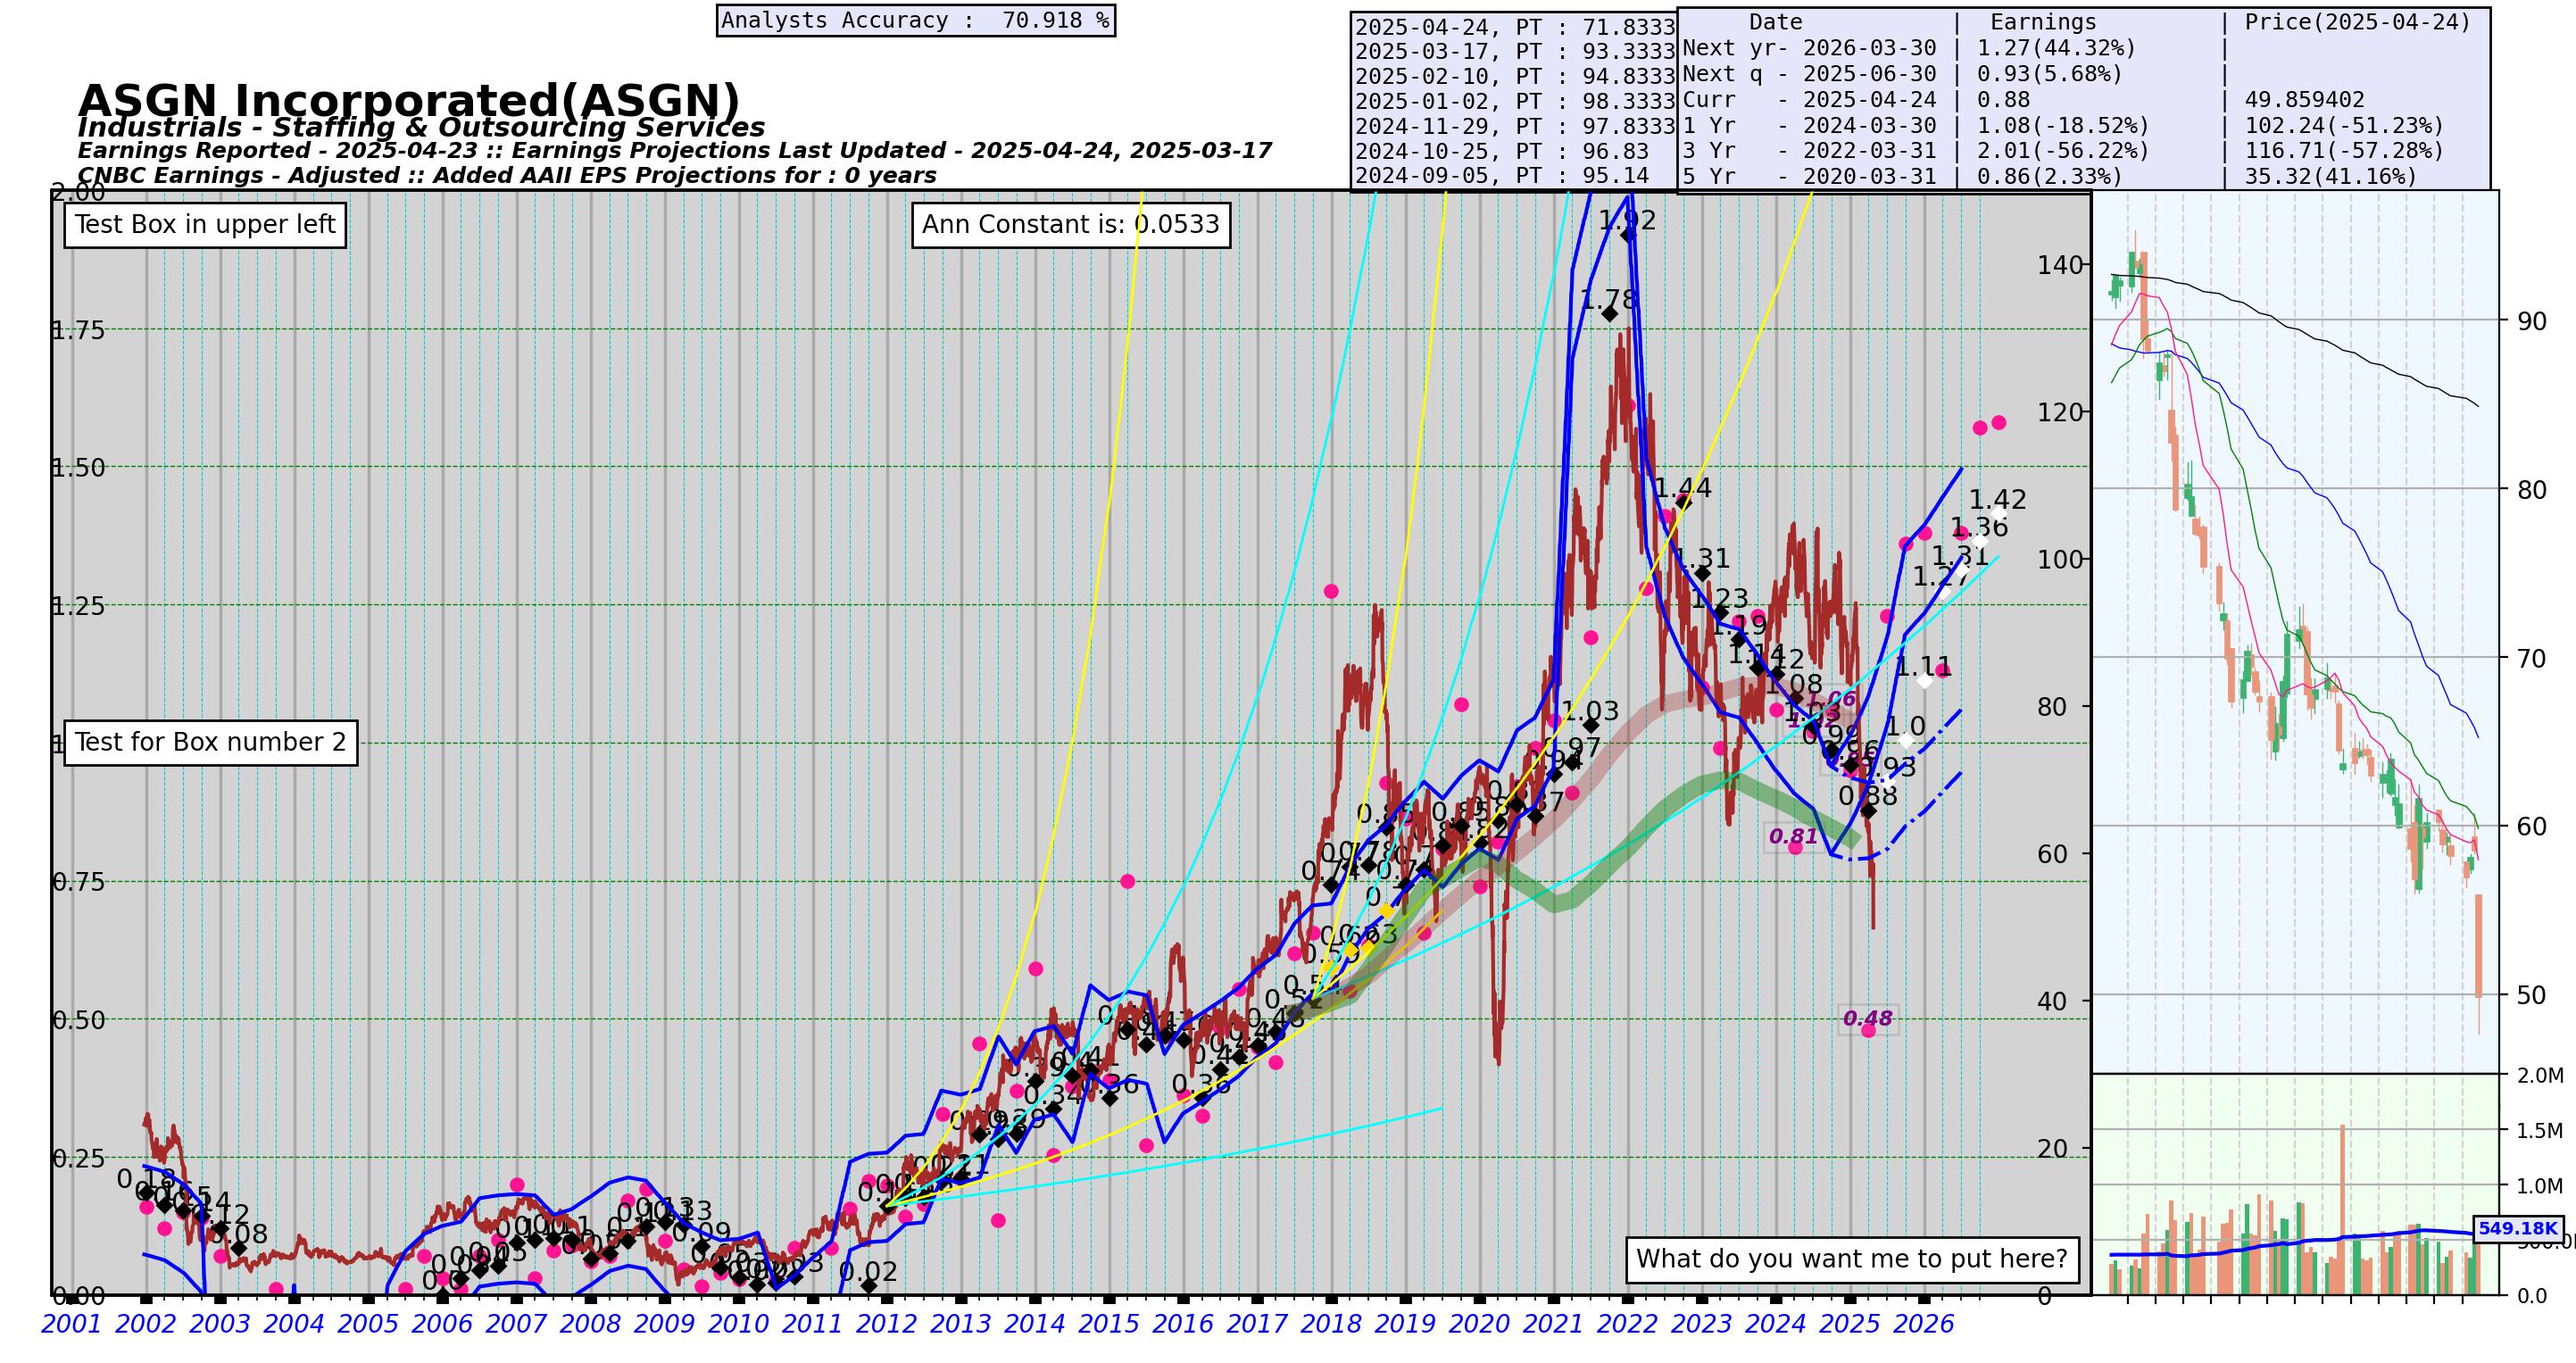 Analysts Accuracy :  70.918 %
2025-04-24, PT : 71.8333
2025-03-17, PT : 93.3333
2025-02-10, PT : 94.8333
2025-01-02, PT : 98.3333
2024-11-29, PT : 97.8333
2024-10-25, PT : 96.83
2024-09-05, PT : 95.14
Date | Earnings | Price(2025-04-24)
Next yr- 2026-03-30 | 1.27(44.32%) |
Next q - 2025-06-30 | 0.93(5.68%) |
Curr - 2025-04-24 | 0.88 | 49.859402
1 Yr - 2024-03-30 | 1.08(-18.52%) | 102.24(-51.23%)
3 Yr - 2022-03-31 | 2.01(-56.22%) | 116.71(-57.28%)
5 Yr - 2020-03-31 | 0.86(2.33%) | 35.32(41.16%)
ASGN Incorporated(ASGN)
Industrials - Staffing & Outsourcing Services
Earnings Reported - 2025-04-23 :: Earnings Projections Last Updated - 2025-04-24, 2025-03-17
CNBC Earnings - Adjusted :: Added AAII EPS Projections for : 0 years
Test Box in upper left
Ann Constant is: 0.0533
Test for Box number 2
What do you want me to put here?
2.00
1.75
1.50
1.25
0.75
0.50
0.25
0.00
1.92
1.78
1.44
1.31
1.23
1.19
1.14
1.08
1.03
0.97
0.88
0.93
1.0
1.11
1.27
1.31
1.36
1.42
1.06
0.81
0.48
0.36
0.36
0.34
0.18
0.08
0.09
0.02
140
120
100
80
60
40
20
0
90
80
70
60
50
2.0M
1.5M
1.0M
549.18K
0.0
2001 2002 2003 2004 2005 2006 2007 2008 2009 2010 2011 2012 2013 2014 2015 2016 2017 2018 2019 2020 2021 2022 2023 2024 2025 2026